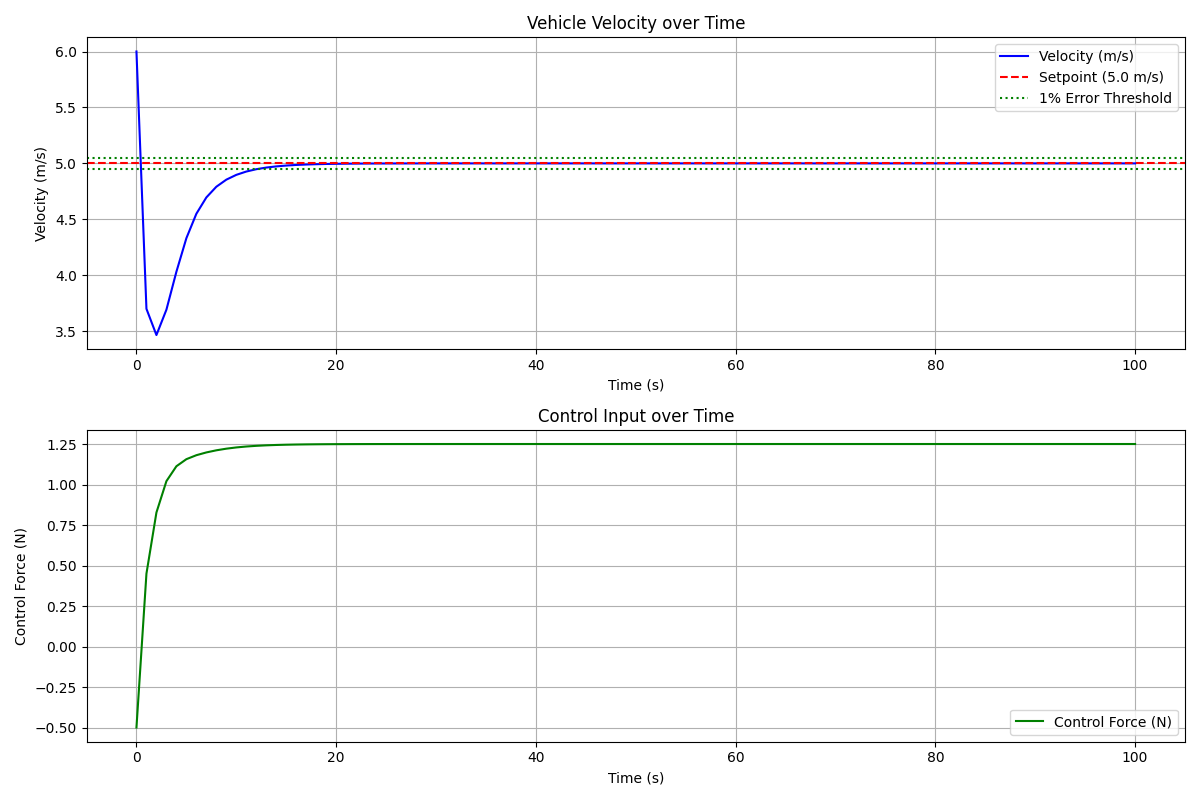 Vehicle Velocity over Time
Velocity (m/s)
6.0
5.5
5.0
4.5
4.0
3.5
Velocity (m/s)
Setpoint (5.0 m/s)
1% Error Threshold
0 20 40 60 80 100
Time (s)
Control Input over Time
Control Force (N)
1.25
1.00
0.75
0.50
0.25
0.00
−0.25
−0.50
Control Force (N)
0 20 40 60 80 100
Time (s)